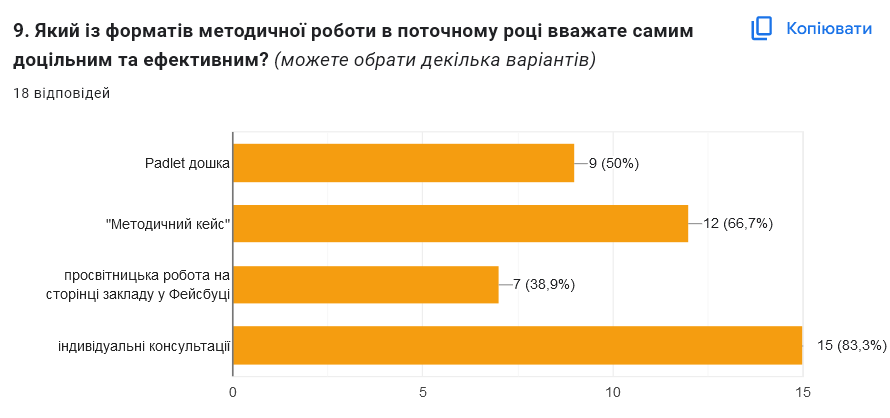 9. Який із форматів методичної роботи в поточному році вважате самим
Копіювати
доцільним та ефективним? (можете обрати декілька варіантів)
18 відповідей
Padlet дошка
9 (50%)
"Методичний кейс"
12 (66,7%)
просвітницька робота на
сторінці закладу у Фейсбуці
7 (38,9%)
індивідуальні консультації
15 (83,3%)
0
5
10
15